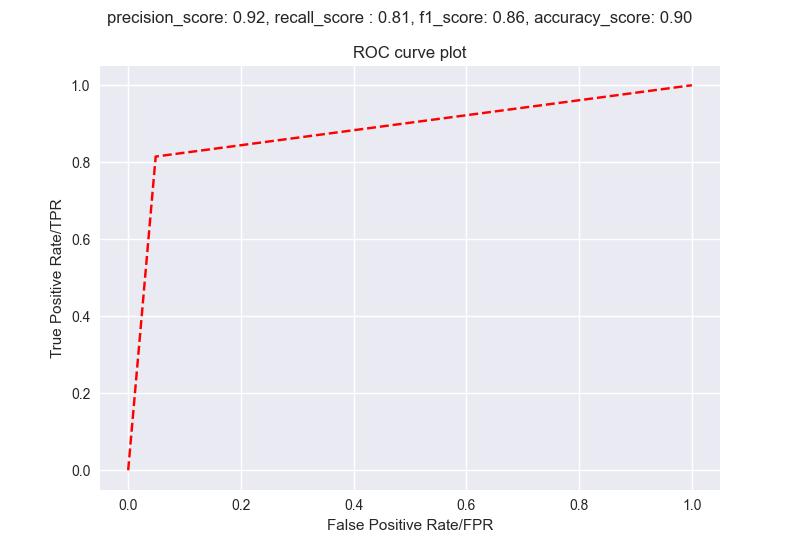 precision_score: 0.92, recall_score : 0.81, f1_score: 0.86, accuracy_score: 0.90
ROC curve plot
1.0
0.8
0.6
0.4
0.2
0.0
True Positive Rate/TPR
0.0 0.2 0.4 0.6 0.8 1.0
False Positive Rate/FPR